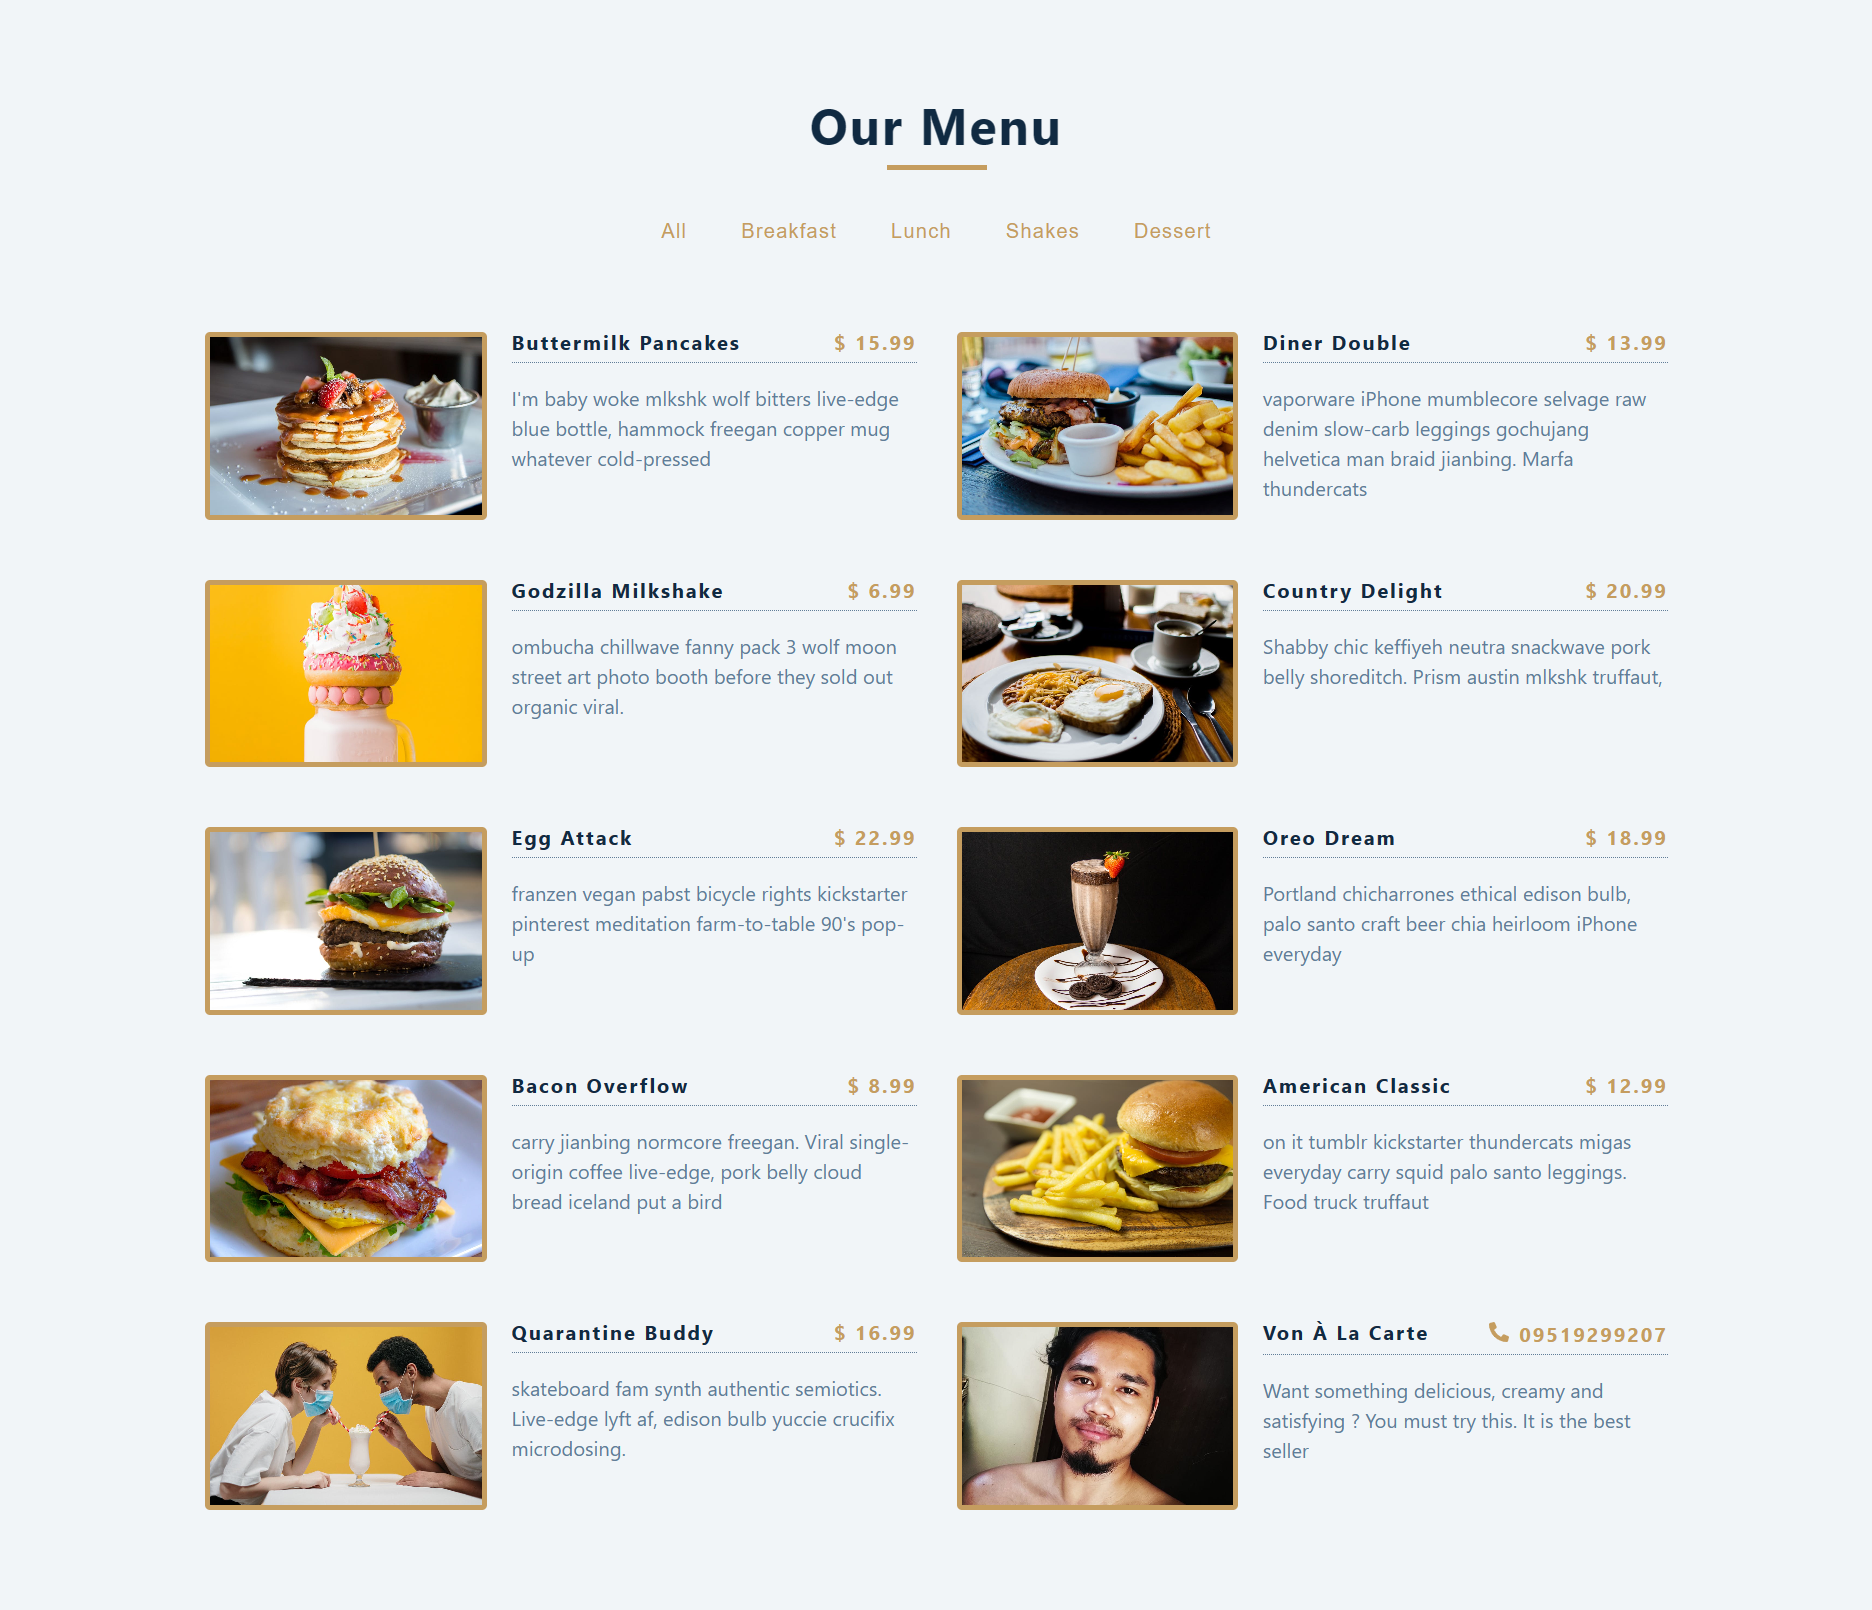 Our Menu
All
Breakfast
Lunch
Shakes
Dessert
Buttermilk Pancakes
$ 15.99
I'm baby woke mlkshk wolf bitters live-edge
blue bottle, hammock freegan copper mug
whatever cold-pressed
Diner Double
$ 13.99
vaporware iPhone mumblecore selvage raw
denim slow-carb leggings gochujang
helvetica man braid jianbing. Marfa
thundercats
Godzilla Milkshake
$ 6.99
ombucha chillwave fanny pack 3 wolf moon
street art photo booth before they sold out
organic viral.
Country Delight
$ 20.99
Shabby chic keffiyeh neutra snackwave pork
belly shoreditch. Prism austin mlkshk truffaut,
Egg Attack
$ 22.99
franzen vegan pabst bicycle rights kickstarter
pinterest meditation farm-to-table 90's pop-
up
Oreo Dream
$ 18.99
Portland chicharrones ethical edison bulb,
palo santo craft beer chia heirloom iPhone
everyday
Bacon Overflow
$ 8.99
carry jianbing normcore freegan. Viral single-
origin coffee live-edge, pork belly cloud
bread iceland put a bird
American Classic
$ 12.99
on it tumblr kickstarter thundercats migas
everyday carry squid palo santo leggings.
Food truck truffaut
Quarantine Buddy
$ 16.99
skateboard fam synth authentic semiotics.
Live-edge lyft af, edison bulb yuccie crucifix
microdosing.
Von À La Carte
09519299207
Want something delicious, creamy and
satisfying ? You must try this. It is the best
seller